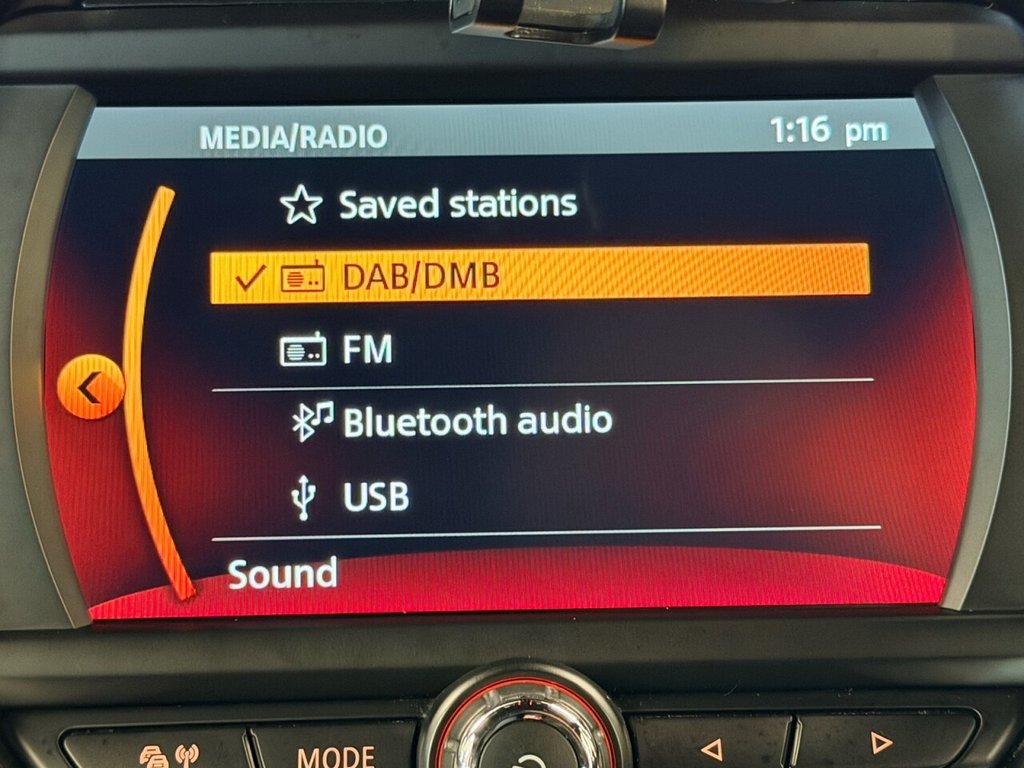 MEDIA/RADIO 1:16 pm
Saved stations
DAB/DMB
FM
Bluetooth audio
USB
Sound
MODE